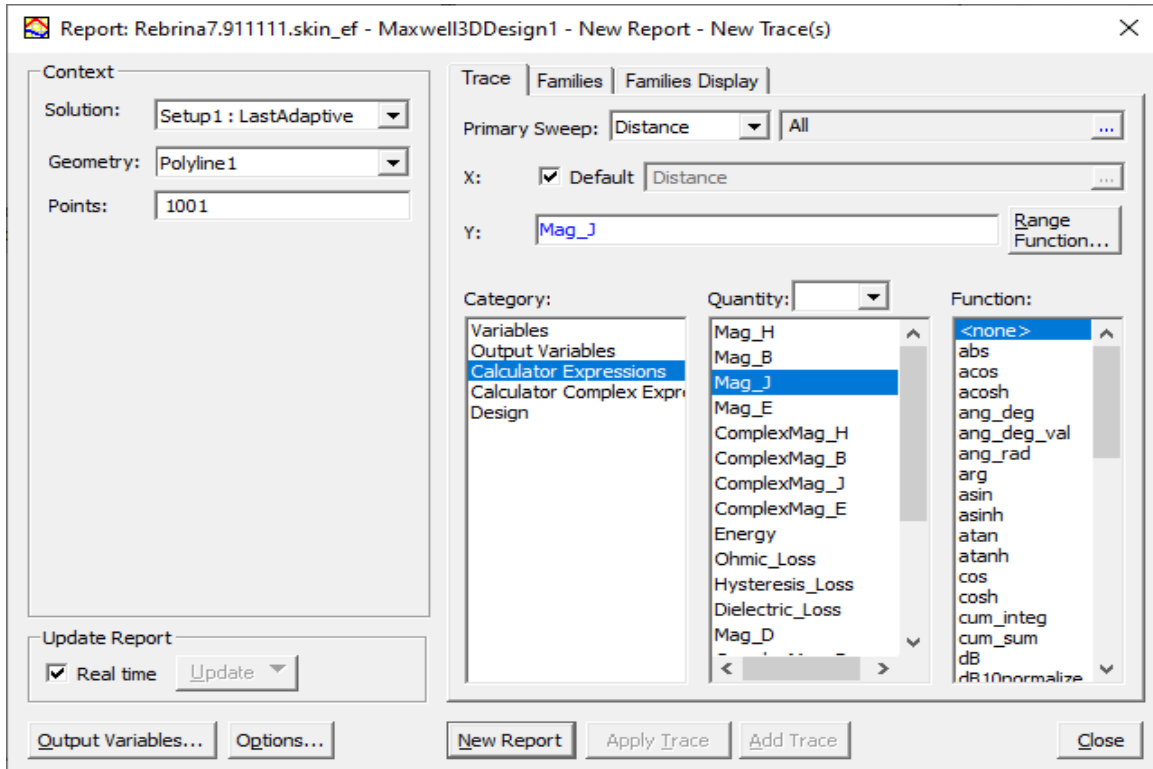 Report: Rebrina7.911111.skin_ef - Maxwell3DDesign1 - New Report - New Trace(s)
Context
Solution: Setup1 : LastAdaptive
Geometry: Polyline1
Points: 1001
Update Report
Real time Update
Output Variables... Options...
Trace Families Families Display
Primary Sweep: Distance All ...
X: Default Distance ...
Y: Mag_J Range Function...
Category:
Variables
Output Variables
Calculator Expressions
Calculator Complex Expre
Design
Quantity:
Mag_H
Mag_B
Mag_J
Mag_E
ComplexMag_H
ComplexMag_B
ComplexMag_J
ComplexMag_E
Energy
Ohmic_Loss
Hysteresis_Loss
Dielectric_Loss
Mag_D
Function:
<none>
abs
acos
acosh
ang_deg
ang_deg_val
ang_rad
arg
asin
asinh
atan
atanh
cos
cosh
cum_integ
cum_sum
dB
dB10normalize
New Report Apply Trace Add Trace Close